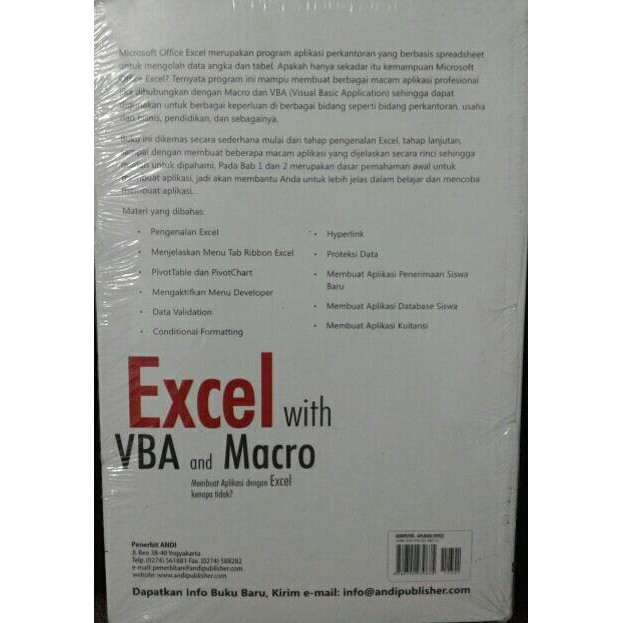 Microsoft Office Excel merupakan program aplikasi perkantoran yang berbasis spreadsheet
untuk mengolah data angka dan tabel. Apakah hanya sekadar itu kemampuan Microsoft
Office Excel? Ternyata program ini mampu membuat berbagai macam aplikasi profesional
jika dihubungkan dengan Macro dan VBA (Visual Basic Application) sehingga dapat
digunakan untuk berbagai keperluan di berbagai bidang seperti bidang perkantoran, usaha
dan bisnis, pendidikan, dan sebagainya.
Buku ini dikemas secara sederhana mulai dari tahap pengenalan Excel, tahap lanjutan,
sampai dengan membuat beberapa macam aplikasi yang dijelaskan secara rinci sehingga
mudah untuk dipahami. Pada Bab 1 dan 2 merupakan dasar pemahaman awal untuk
membuat aplikasi, jadi akan membantu Anda untuk lebih jelas dalam belajar dan mencoba
membuat aplikasi.
Materi yang dibahas:
• Pengenalan Excel
• Menjelaskan Menu Tab Ribbon Excel
• PivotTable dan PivotChart
• Mengaktifkan Menu Developer
• Data Validation
• Conditional Formatting
• Hyperlink
• Proteksi Data
• Membuat Aplikasi Penerimaan Siswa
Baru
• Membuat Aplikasi Database Siswa
• Membuat Aplikasi Kuitansi
Excel with
VBA and Macro
Membuat Aplikasi dengan Excel
kenapa tidak?
Penerbit ANDI
Jl. Beo 38-40 Yogyakarta
Telp. (0274) 561881 Fax. (0274) 588282
e-mail: penerbitan@andipublisher.com
website: www.andipublisher.com
Dapatkan Info Buku Baru, Kirim e-mail: info@andipublisher.com